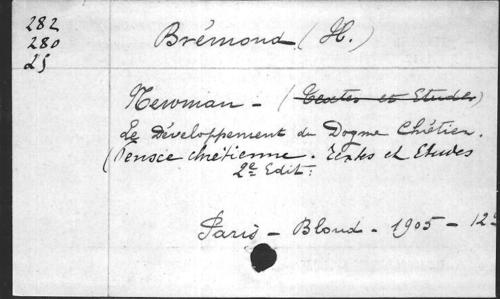 282
280
25
Brémond (H.)
Newman - (Textes et Etudes)
Le Développement du Dogme Chrétien.
(Pensée chrétienne. Textes et Etudes
2e Edit:
Paris - Bloud - 1905 - 12°